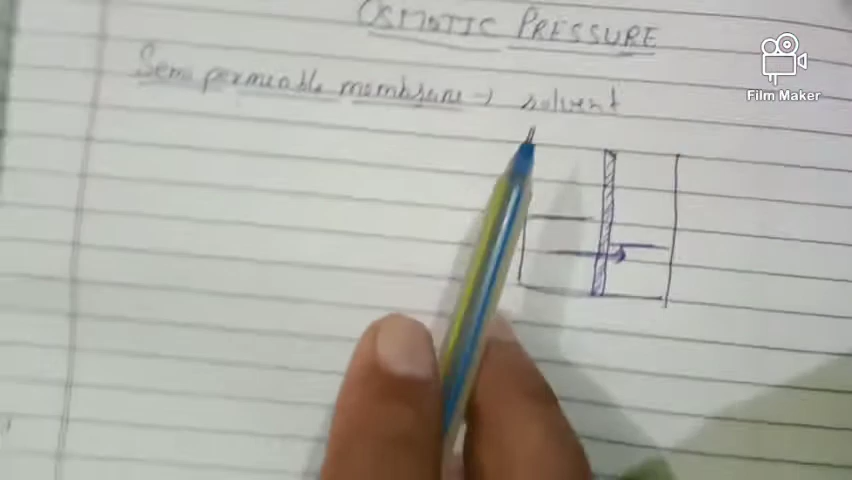 OSMOTIC PRESSURE
Semi permeable membrane → solvent
Film Maker